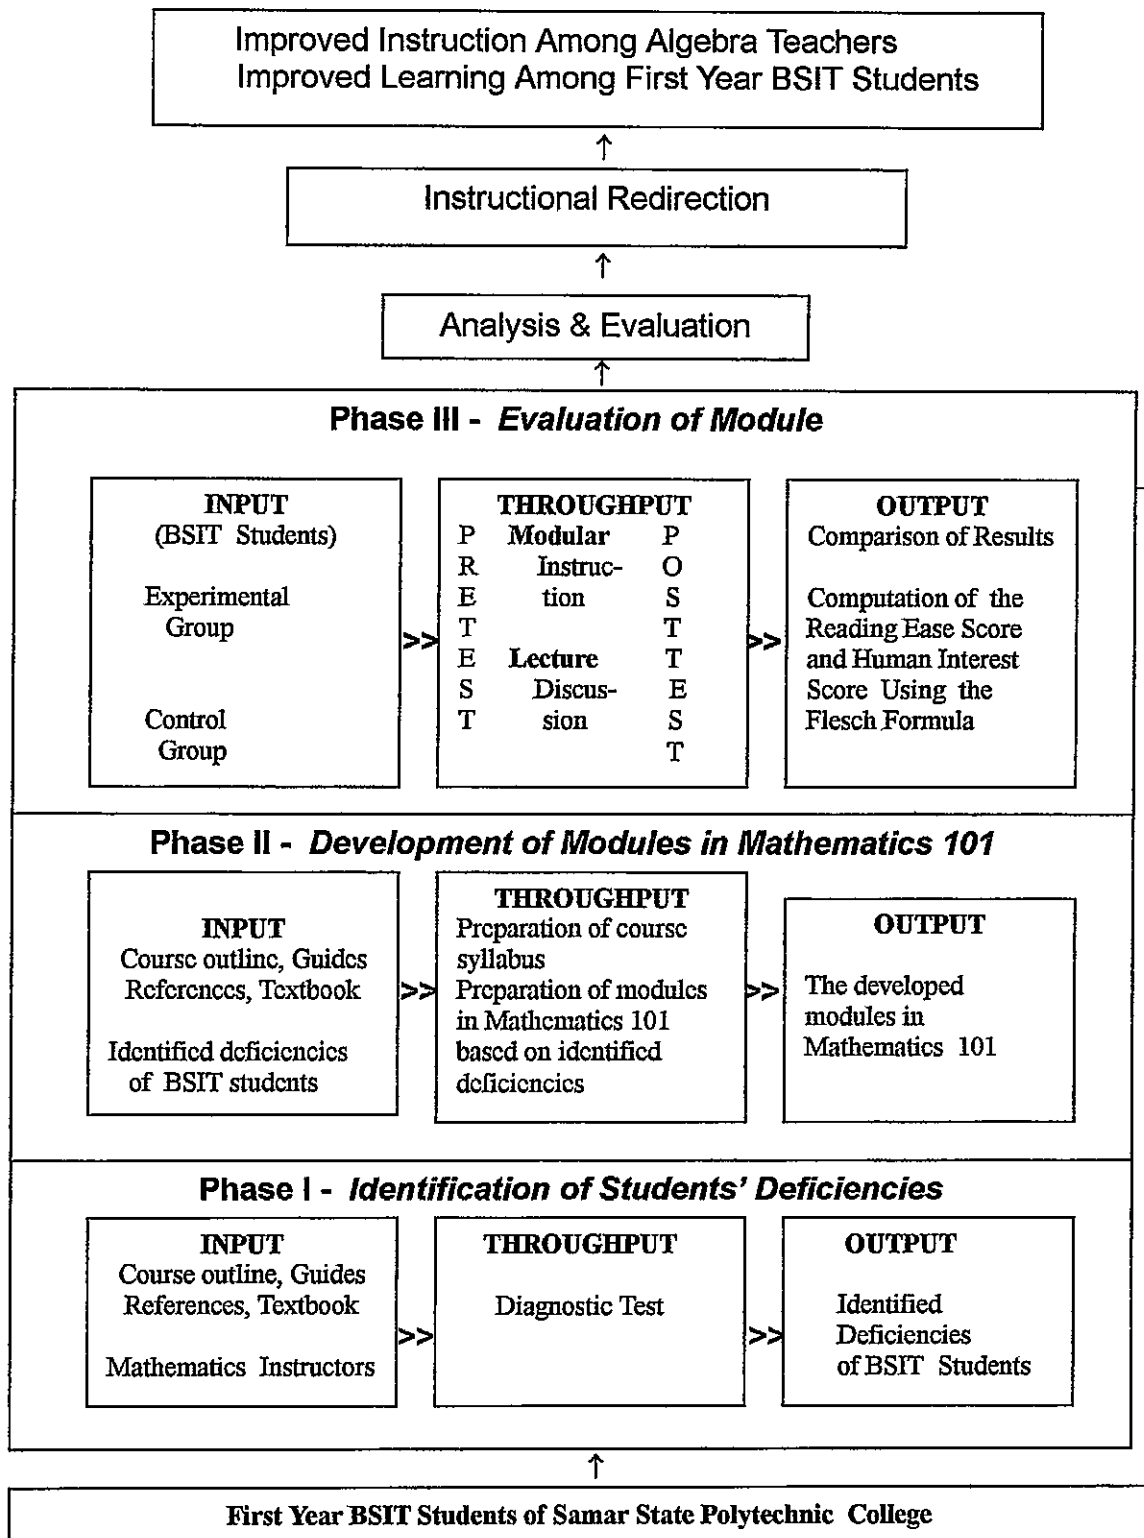 Improved Instruction Among Algebra Teachers
Improved Learning Among First Year BSIT Students
↑
Instructional Redirection
↑
Analysis & Evaluation
↑
Phase III - Evaluation of Module
INPUT
(BSIT Students)
Experimental
Group
Control
Group
>>
THROUGHPUT
PRETEST
Modular
Instruc-
tion
Lecture
Discus-
sion
POSTTEST
>>
OUTPUT
Comparison of Results
Computation of the
Reading Ease Score
and Human Interest
Score Using the
Flesch Formula
Phase II - Development of Modules in Mathematics 101
INPUT
Course outline, Guides
References, Textbook
Identified deficiencies
of BSIT students
>>
THROUGHPUT
Preparation of course
syllabus
Preparation of modules
in Mathematics 101
based on identified
deficiencies
>>
OUTPUT
The developed
modules in
Mathematics 101
Phase I - Identification of Students' Deficiencies
INPUT
Course outline, Guides
References, Textbook
Mathematics Instructors
>>
THROUGHPUT
Diagnostic Test
>>
OUTPUT
Identified
Deficiencies
of BSIT Students
↑
First Year BSIT Students of Samar State Polytechnic College